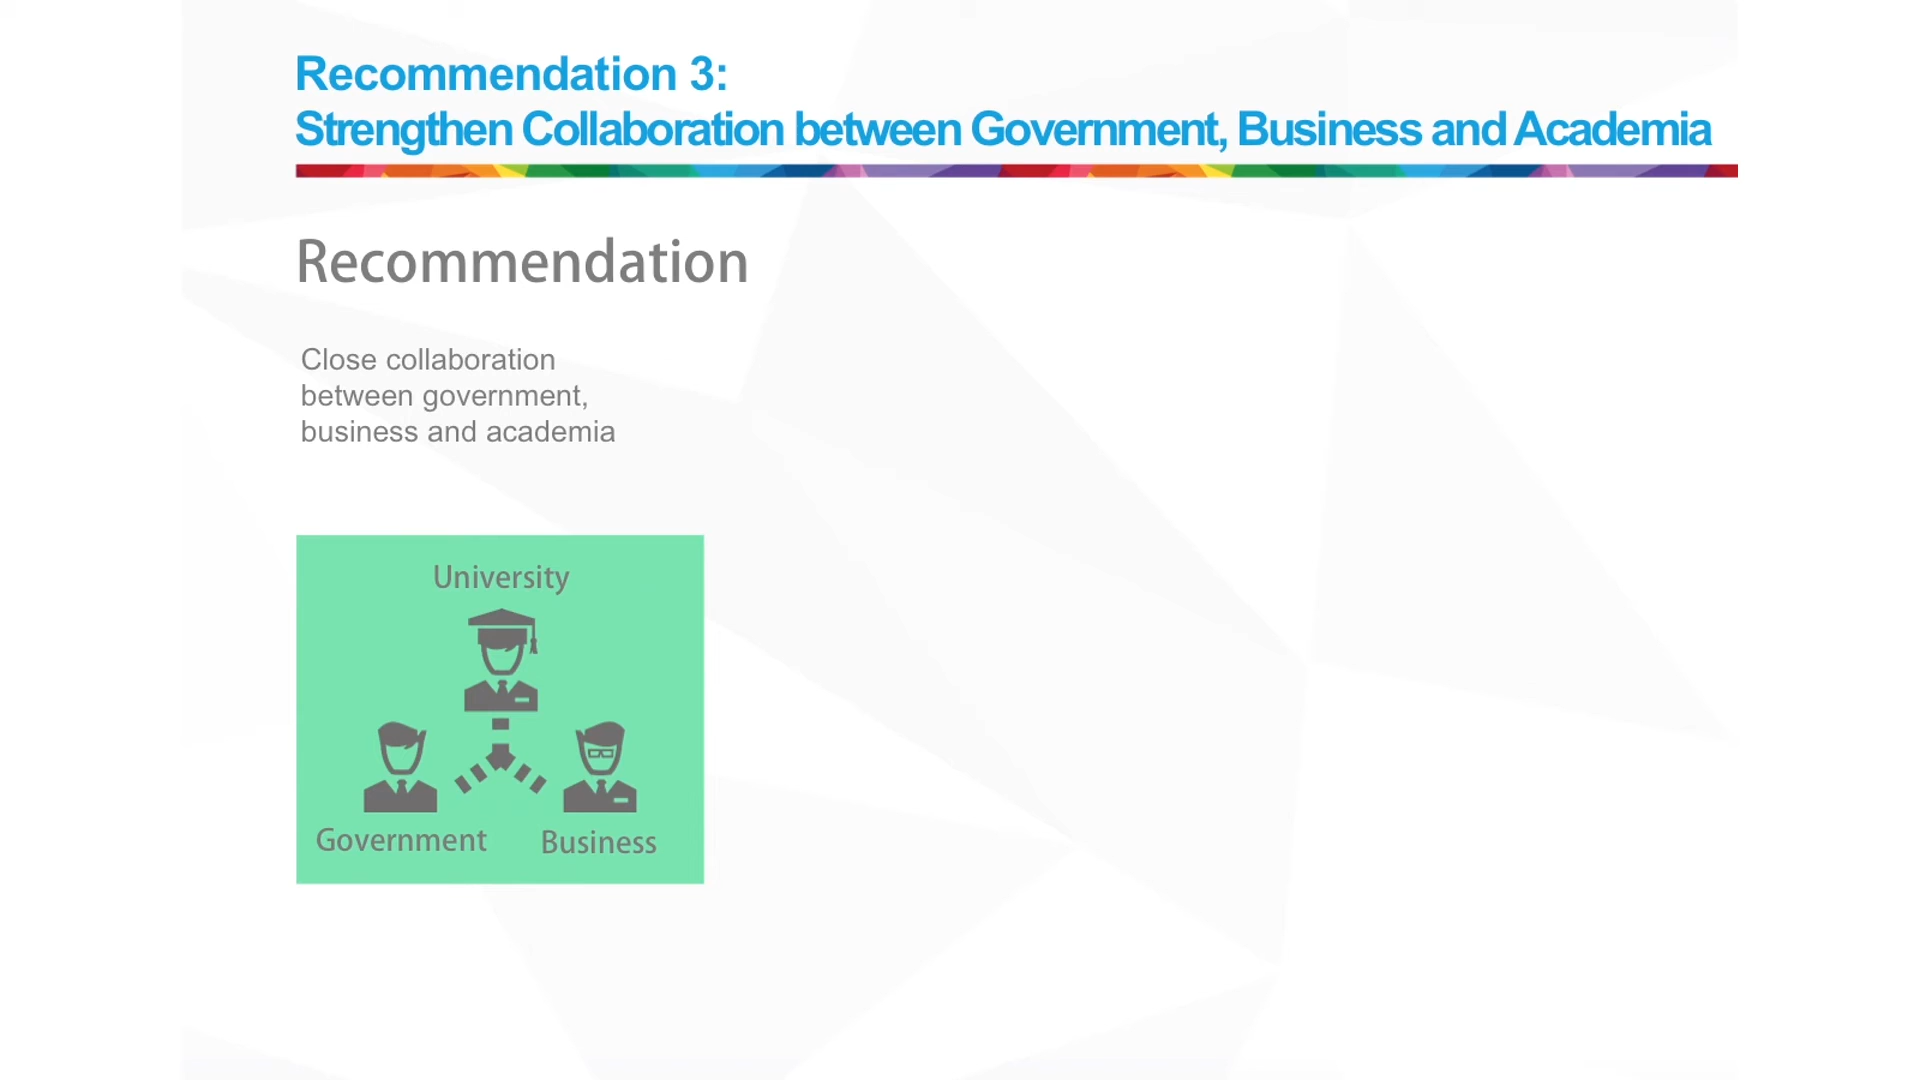 Recommendation 3:
Strengthen Collaboration between Government, Business and Academia
Recommendation
Close collaboration
between government,
business and academia
University
Government
Business